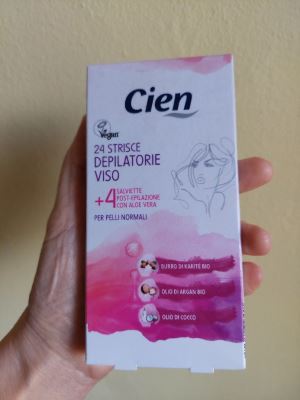 Cien
Vegan
24 STRISCE
DEPILATORIE
VISO
+4 SALVIETTE
POST-EPILAZIONE
CON ALOE VERA
PER PELLI NORMALI
BURRO DI KARITÉ BIO
OLIO DI ARGAN BIO
OLIO DI COCCO